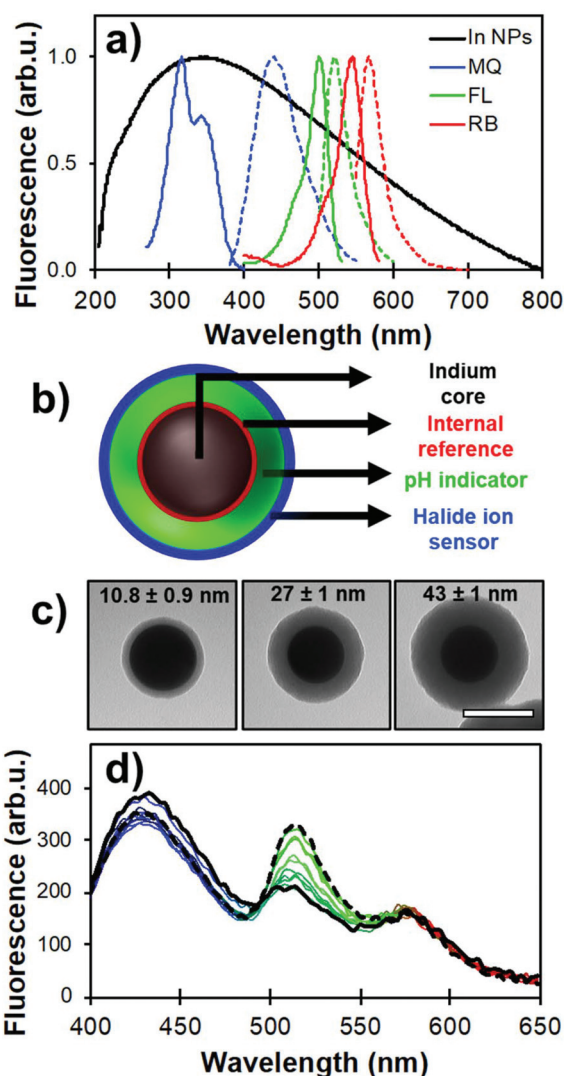 a)
In NPs
MQ
FL
RB
Fluorescence (arb.u.)
1.0
0.5
0.0
200 300 400 500 600 700 800
Wavelength (nm)
b)
Indium
core
Internal
reference
pH indicator
Halide ion
sensor
c)
10.8 ± 0.9 nm 27 ± 1 nm 43 ± 1 nm
d)
Fluorescence (arb.u.)
400
300
200
100
0
400 450 500 550 600 650
Wavelength (nm)